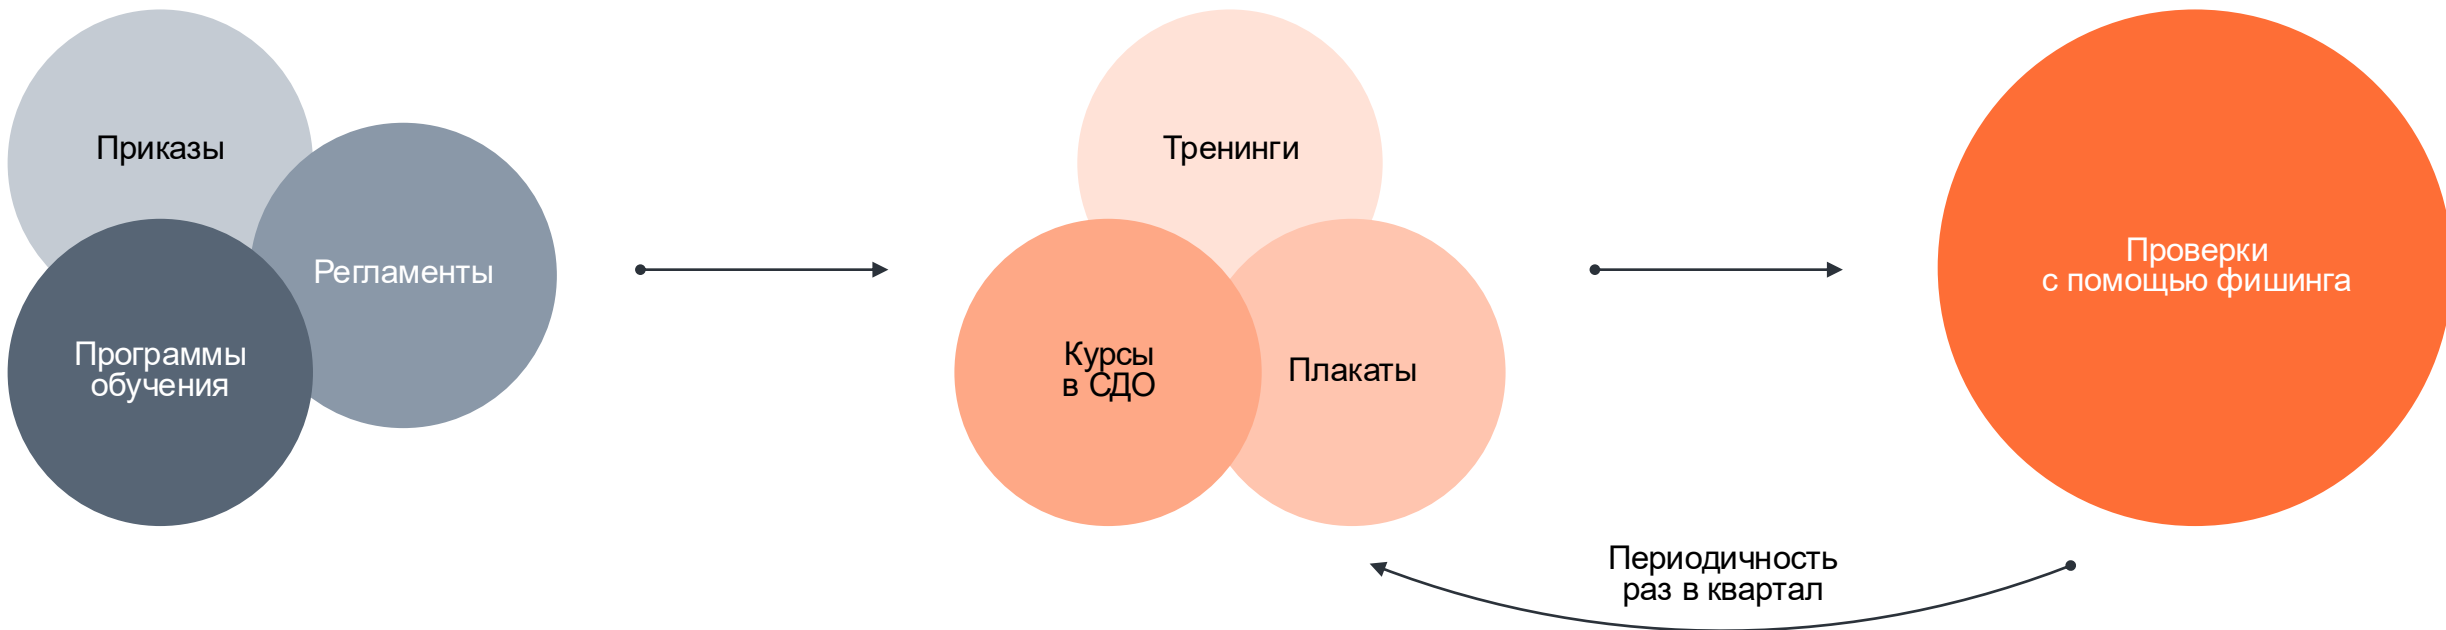 Приказы
Регламенты
Программы
обучения
Тренинги
Курсы
в СДО
Плакаты
Проверки
с помощью фишинга
Периодичность
раз в квартал